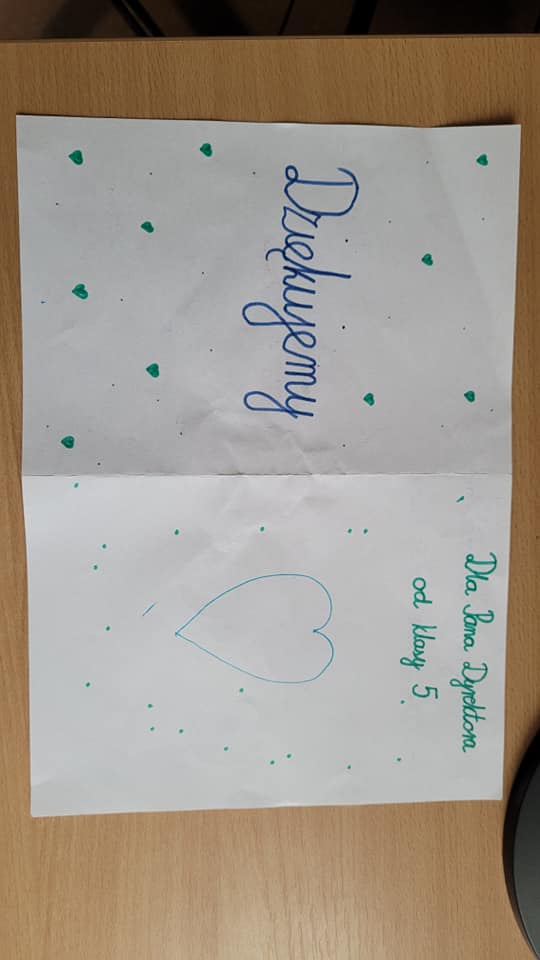 Dziękujemy
Dla Pana Dyrektora
od klasy 5